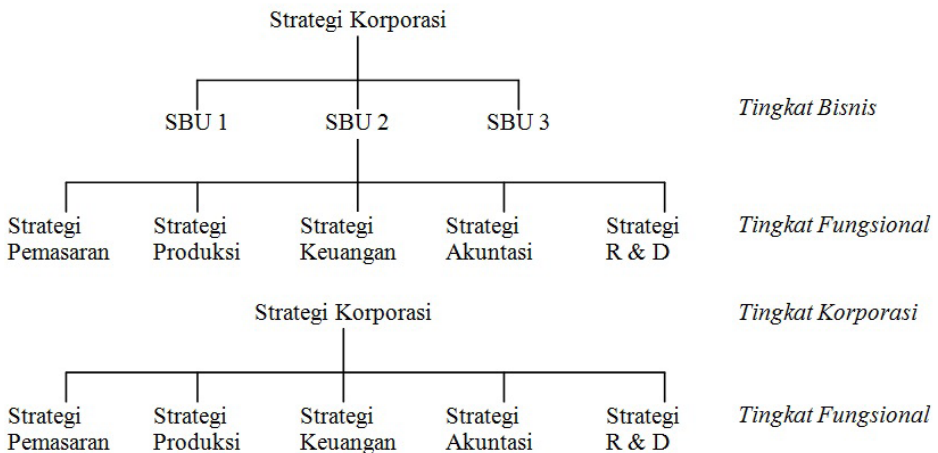 Strategi Korporasi
SBU 1 SBU 2 SBU 3 Tingkat Bisnis
Strategi Strategi Strategi Strategi Strategi Tingkat Fungsional
Pemasaran Produksi Keuangan Akuntasi R & D
Strategi Korporasi Tingkat Korporasi
Strategi Strategi Strategi Strategi Strategi Tingkat Fungsional
Pemasaran Produksi Keuangan Akuntasi R & D